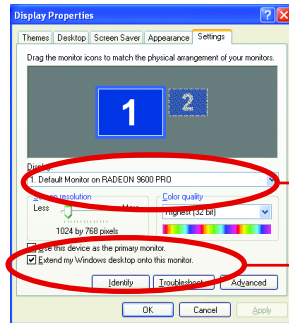 Display Properties
Themes Desktop Screen Saver Appearance Settings
Drag the monitor icons to match the physical arrangement of your monitors.
1 2
Display:
1. Default Monitor on RADEON 9600 PRO
resolution Color quality
Less More Highest (32 bit)
1024 by 768 pixels
Use this device as the primary monitor.
Extend my Windows desktop onto this monitor.
Identify Troubleshoot Advanced
OK Cancel Apply